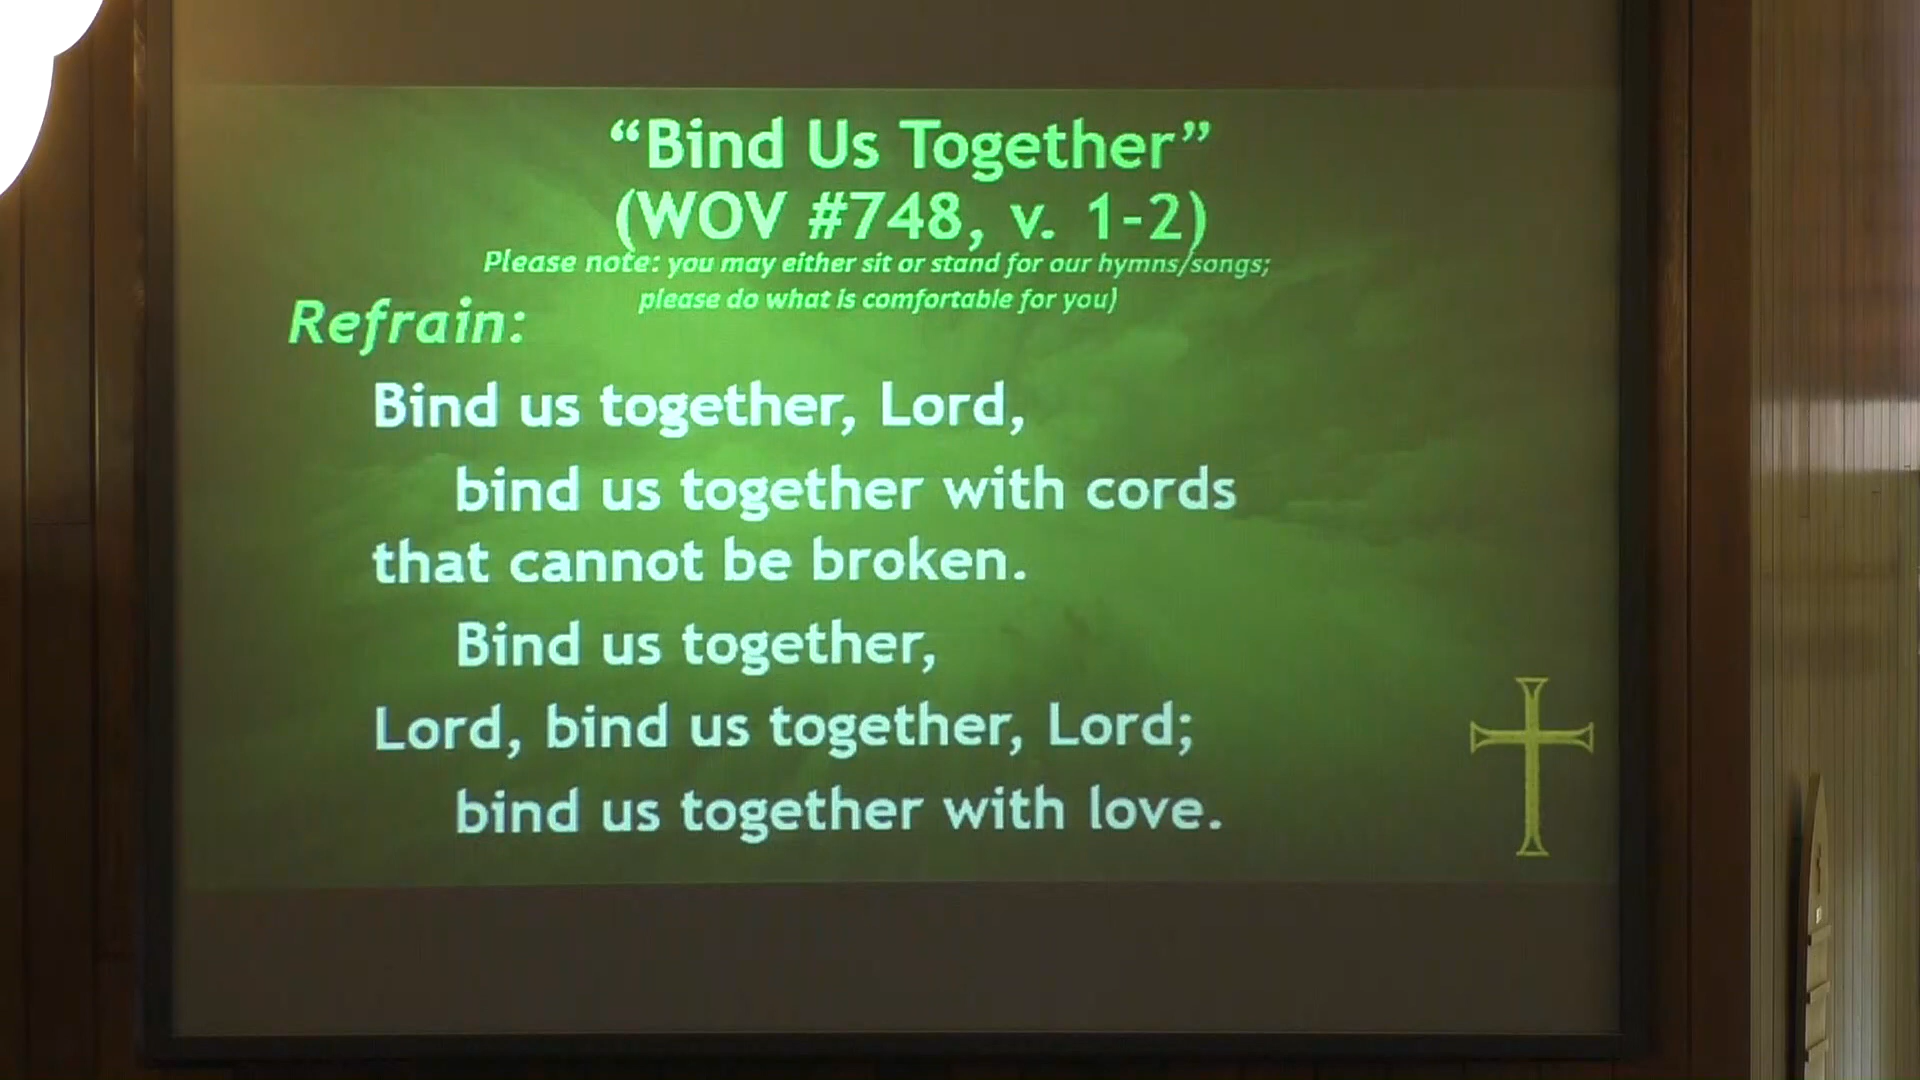 “Bind Us Together”
(WOV #748, v. 1-2)
Please note: you may either sit or stand for our hymns/songs;
please do what is comfortable for you)
Refrain:
Bind us together, Lord,
bind us together with cords
that cannot be broken.
Bind us together,
Lord, bind us together, Lord;
bind us together with love.